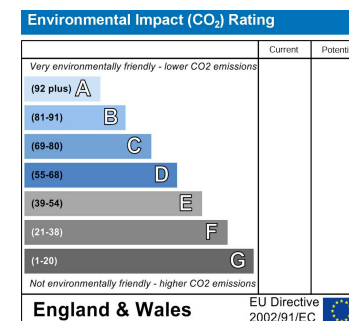 Environmental Impact (CO₂) Rating
Current Potenti
Very environmentally friendly - lower CO2 emissions
(92 plus) A
(81-91) B
(69-80) C
(55-68) D
(39-54) E
(21-38) F
(1-20) G
Not environmentally friendly - higher CO2 emissions
England & Wales
EU Directive
2002/91/EC